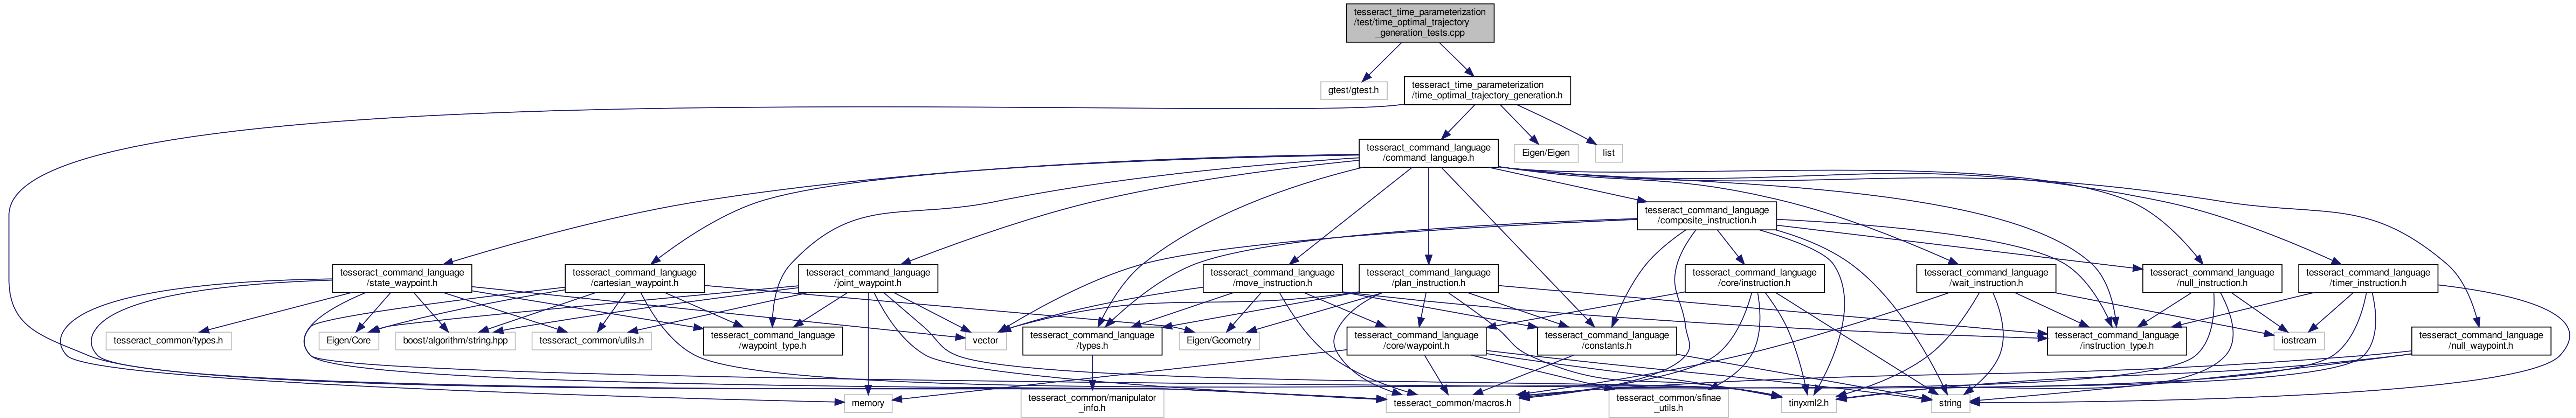 tesseract_time_parameterization
/test/time_optimal_trajectory
_generation_tests.cpp
gtest/gtest.h
tesseract_time_parameterization
/time_optimal_trajectory_generation.h
tesseract_command_language
/command_language.h
Eigen/Eigen
list
tesseract_command_language
/composite_instruction.h
tesseract_command_language
/state_waypoint.h
tesseract_command_language
/cartesian_waypoint.h
tesseract_command_language
/joint_waypoint.h
tesseract_command_language
/move_instruction.h
tesseract_command_language
/plan_instruction.h
tesseract_command_language
/core/instruction.h
tesseract_command_language
/wait_instruction.h
tesseract_command_language
/null_instruction.h
tesseract_command_language
/timer_instruction.h
tesseract_common/types.h
Eigen/Core
boost/algorithm/string.hpp
tesseract_common/utils.h
tesseract_command_language
/waypoint_type.h
vector
tesseract_command_language
/types.h
Eigen/Geometry
tesseract_command_language
/core/waypoint.h
tesseract_command_language
/constants.h
tesseract_command_language
/instruction_type.h
iostream
tesseract_command_language
/null_waypoint.h
memory
tesseract_common/manipulator
_info.h
tesseract_common/macros.h
tesseract_common/sfinae
_utils.h
tinyxml2.h
string